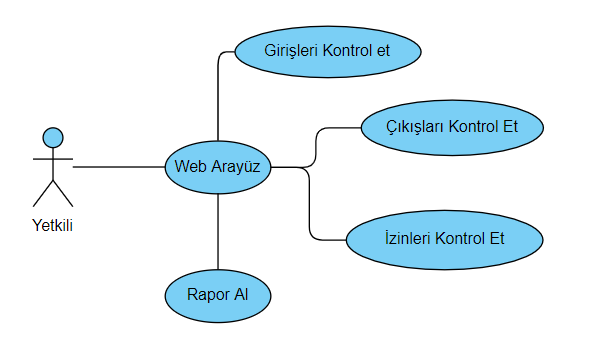 Girişleri Kontrol et
Çıkışları Kontrol Et
Web Arayüz
Yetkili
İzinleri Kontrol Et
Rapor Al